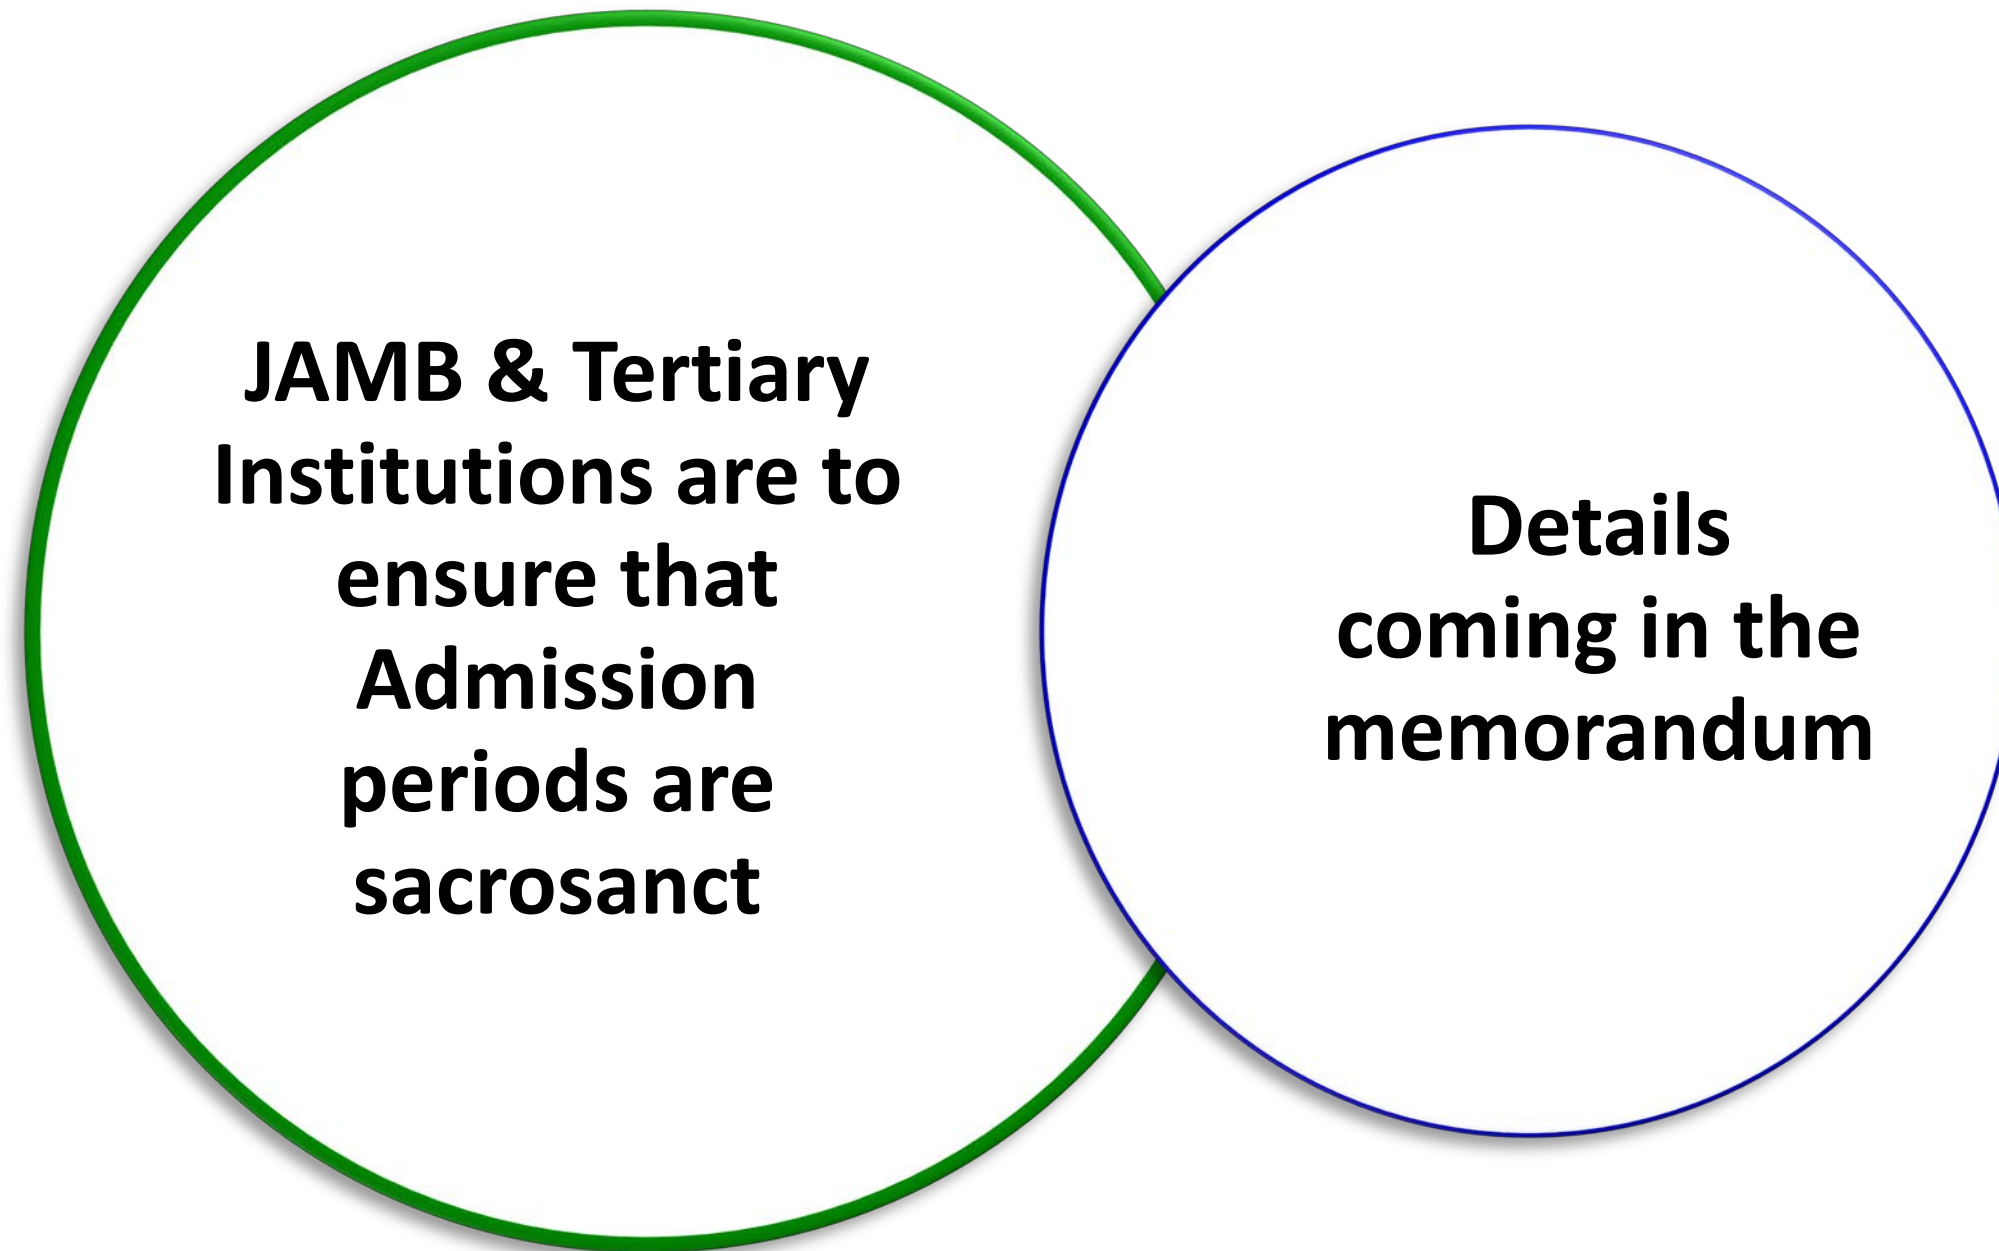 JAMB & Tertiary
Institutions are to
ensure that
Admission
periods are
sacrosanct
Details
coming in the
memorandum